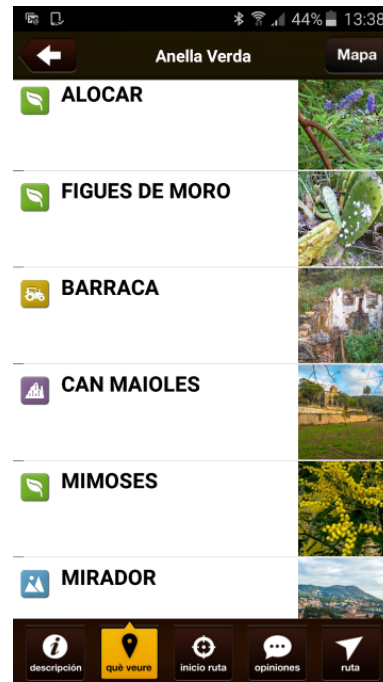 44% 13:38
Anella Verda
Mapa
ALOCAR
FIGUES DE MORO
BARRACA
CAN MAIOLES
MIMOSES
MIRADOR
descripción
què veure
inicio ruta
opiniones
ruta